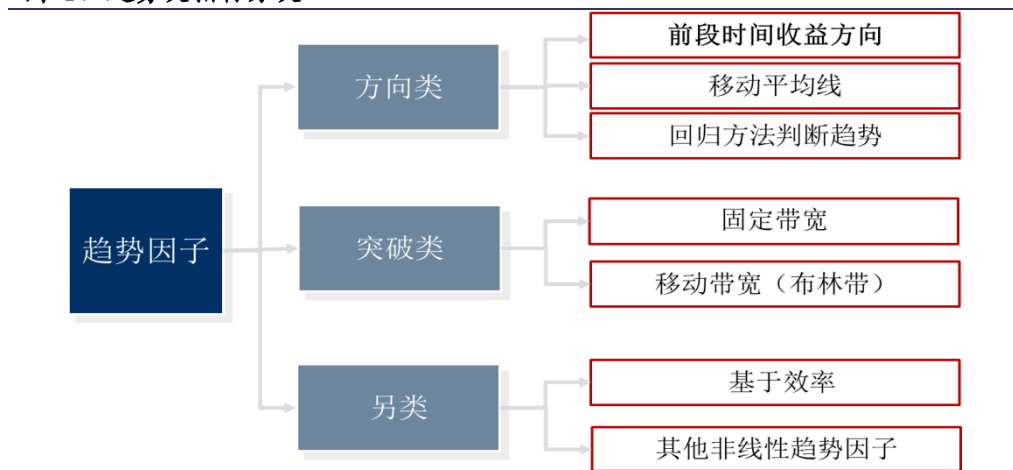 前段时间收益方向
方向类
移动平均线
回归方法判断趋势
趋势因子
突破类
固定带宽
移动带宽（布林带）
另类
基于效率
其他非线性趋势因子